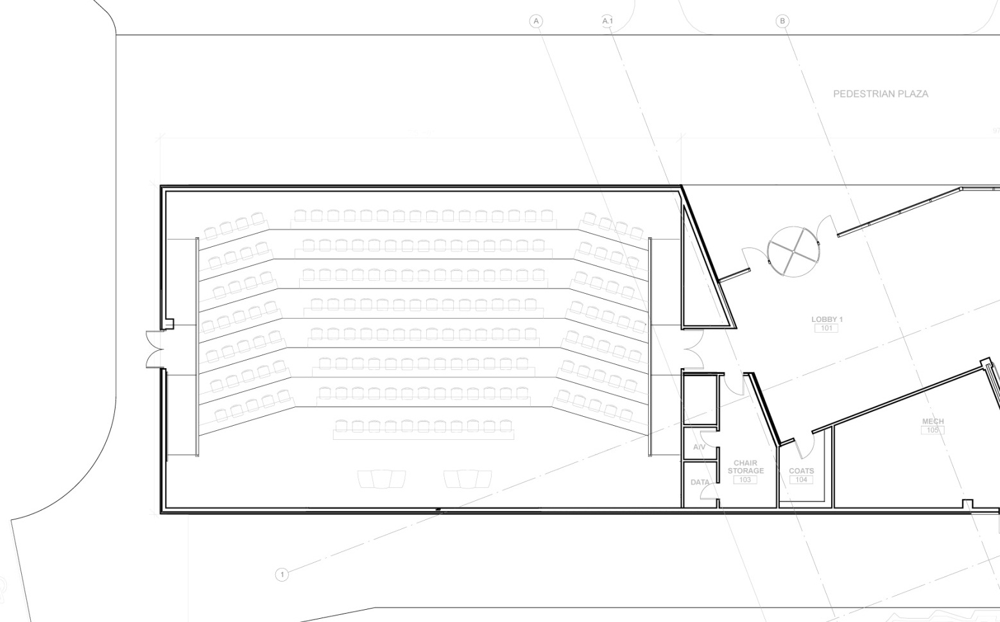 A
A.1
B
PEDESTRIAN PLAZA
LOBBY 1
101
MECH
105
A/V
CHAIR
STORAGE
103
COATS
104
DATA
1